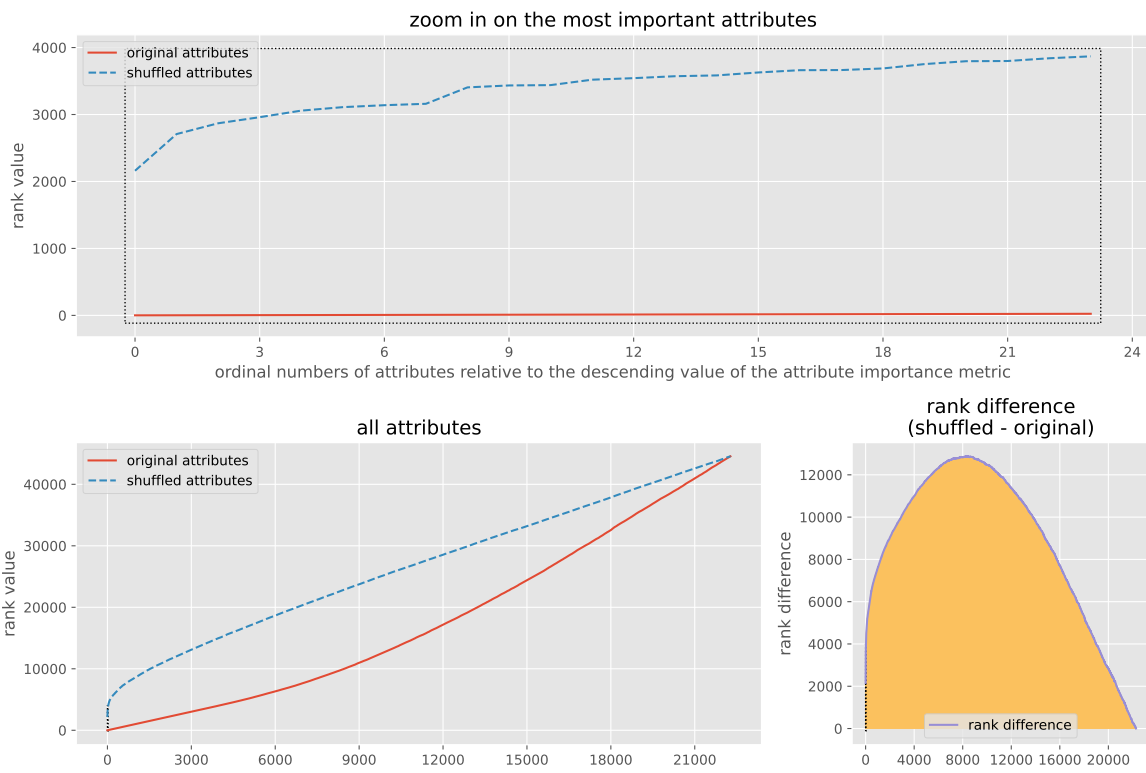 zoom in on the most important attributes
original attributes
shuffled attributes
rank value
4000
3000
2000
1000
0
0 3 6 9 12 15 18 21 24
ordinal numbers of attributes relative to the descending value of the attribute importance metric
all attributes
original attributes
shuffled attributes
rank value
40000
30000
20000
10000
0
0 3000 6000 9000 12000 15000 18000 21000
rank difference
(shuffled - original)
rank difference
12000
10000
8000
6000
4000
2000
0
rank difference
0 4000 8000 12000 16000 20000